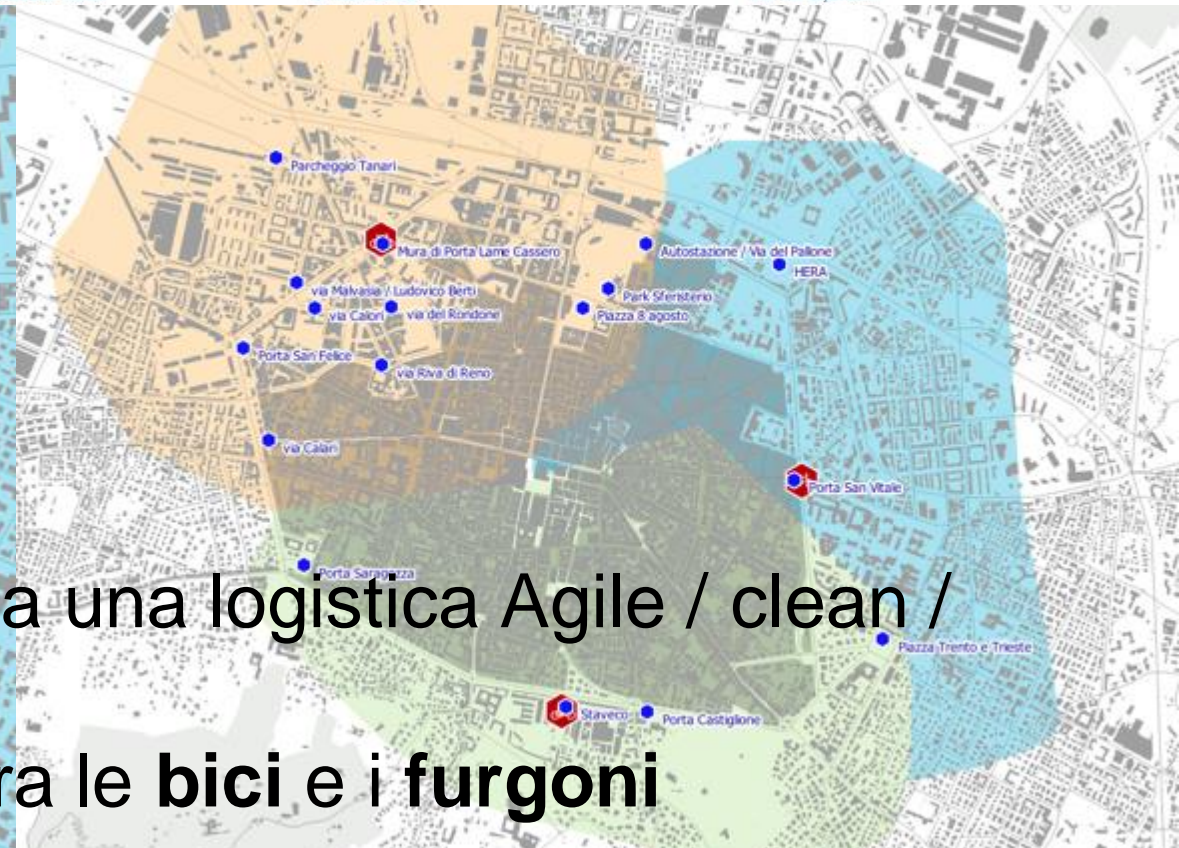 Parcheggio Tanari
Mura di Porta Lame Cassero
Autostazione / Via del Pallone
HERA
via Malvasia / Ludovico Berti
Park Sferisterio
via Calori
via del Rondone
Piazza 8 agosto
Porta San Felice
via Riva di Reno
via Calari
Porta San Vitale
Porta Saragozza
a una logistica Agile / clean /
Piazza Trento e Trieste
Staveco
Porta Castiglione
ra le bici e i furgoni